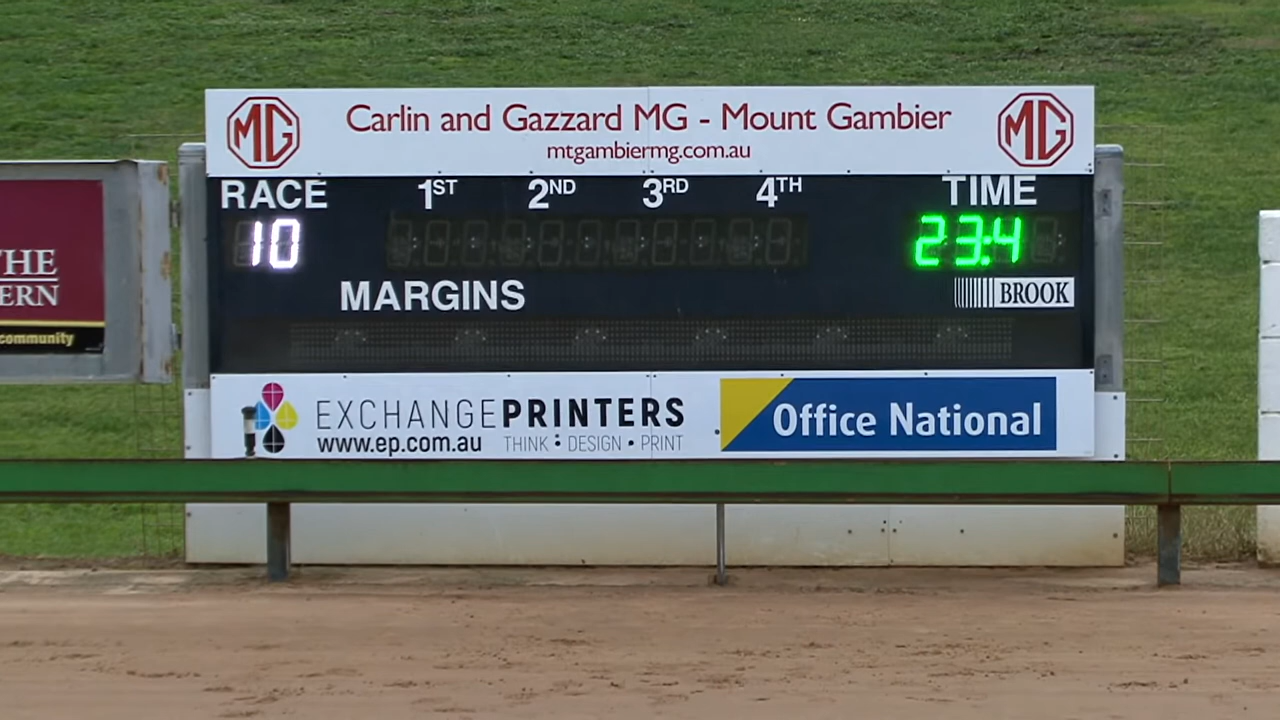 MG Carlin and Gazzard MG - Mount Gambier MG
mtgambiermg.com.au
RACE 1ST 2ND 3RD 4TH TIME
10 23:4
MARGINS
BROOK
THE
ERN
community
EXCHANGEPRINTERS
www.ep.com.au THINK : DESIGN • PRINT
Office National